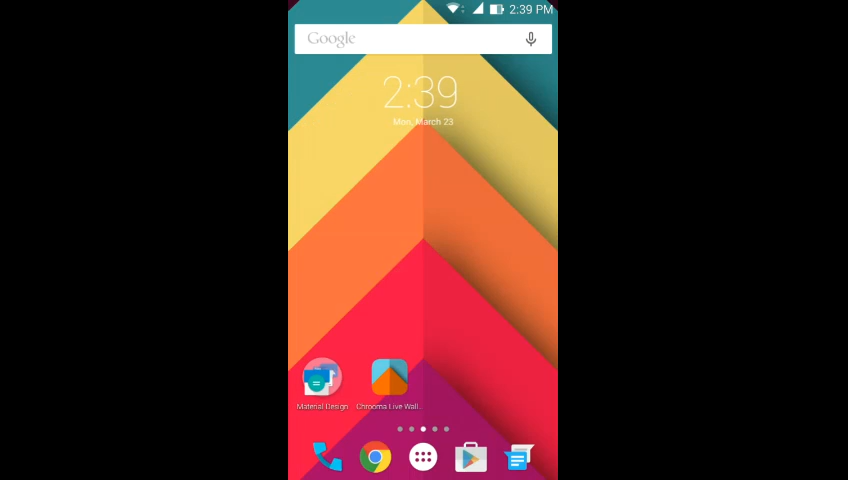 2:39 PM
Google
2:39
Mon, March 23
Material Design
Chrooma Live Wall..